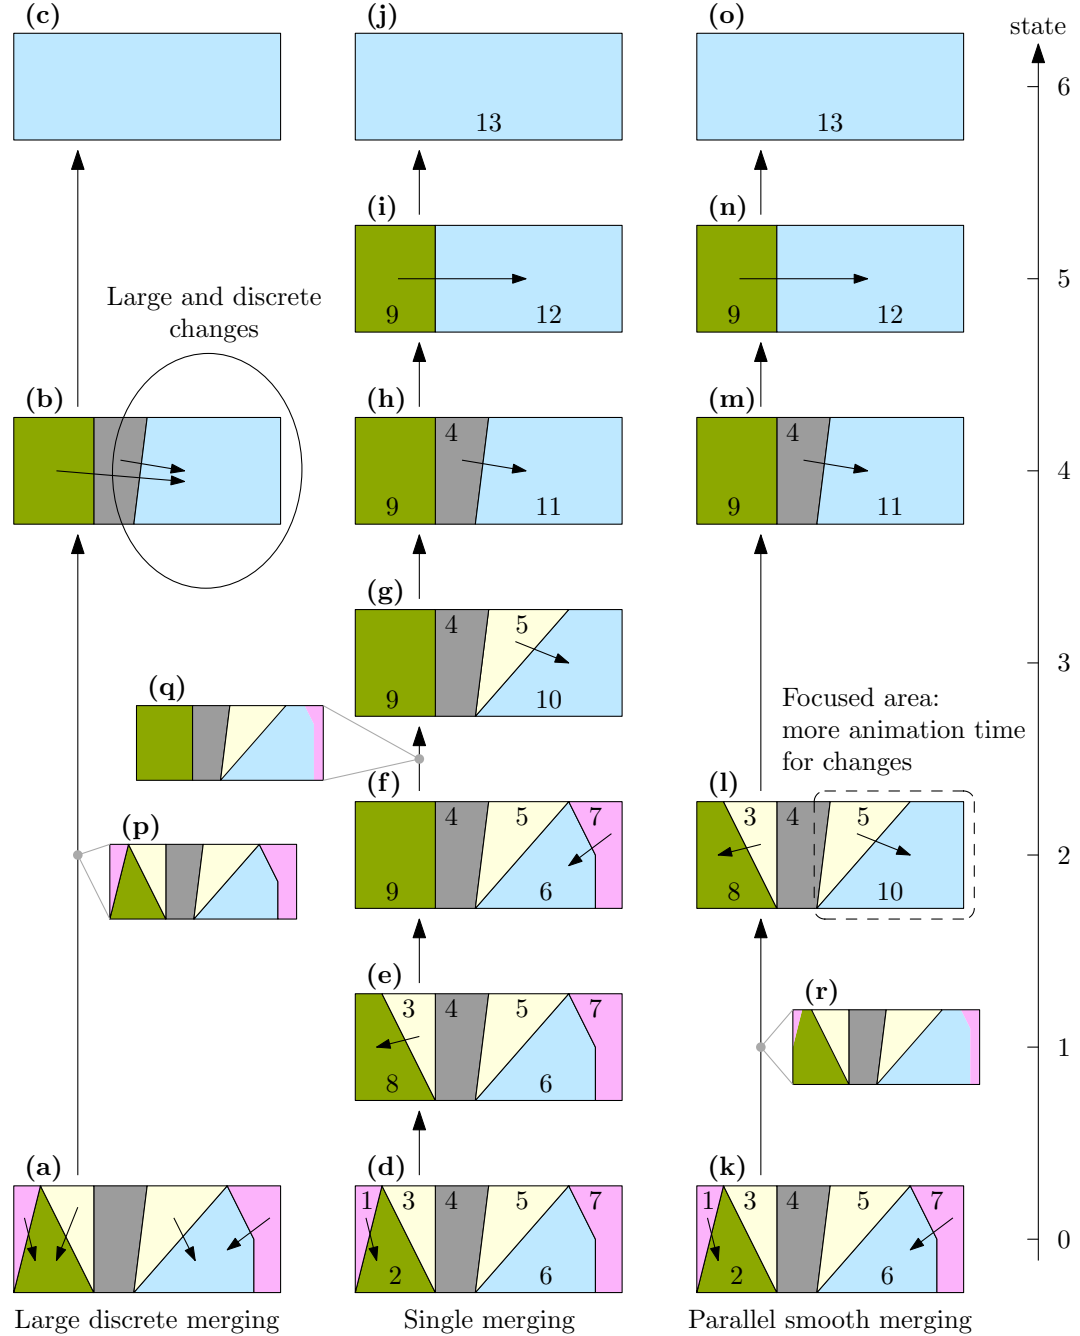 (c) (j) (o)
state
6
13 13
(i) (n)
5
Large and discrete
changes
9 12 9 12
(b) (h) (m)
4 4
4
9 11 9 11
(g)
4 5
3
(q)
9 10
Focused area:
more animation time
for changes
(f) (l)
(p)
4 5 7 3 4 5
2
9 6 8 10
(e)
(r)
3 4 5 7
1
8 6
(a) (d) (k)
1 3 4 5 7 1 3 4 5 7
0
2 6 2 6
Large discrete merging Single merging Parallel smooth merging